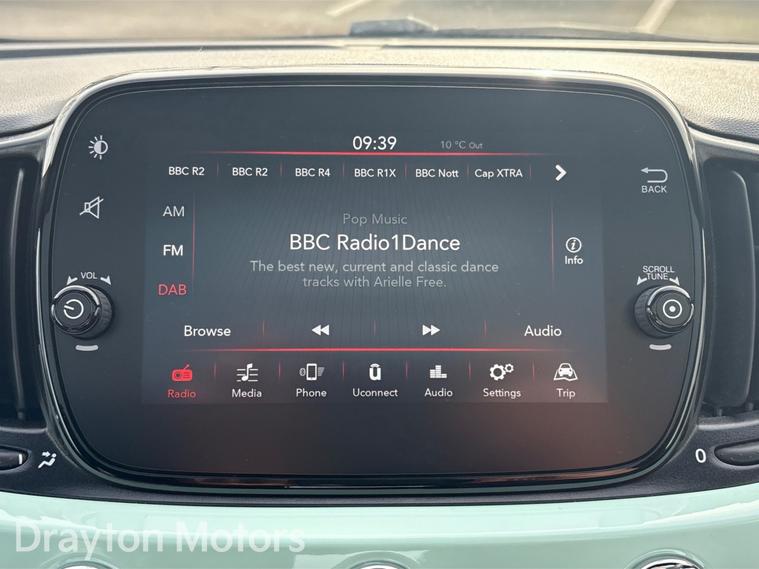 09:39 10 °C Out
BBC R2 BBC R2 BBC R4 BBC R1X BBC Nott Cap XTRA
BACK
AM
Pop Music
FM
BBC Radio1Dance
Info
The best new, current and classic dance
tracks with Arielle Free.
DAB
VOL
SCROLL
TUNE
Browse Audio
Radio Media Phone Uconnect Audio Settings Trip
0
Drayton Motors